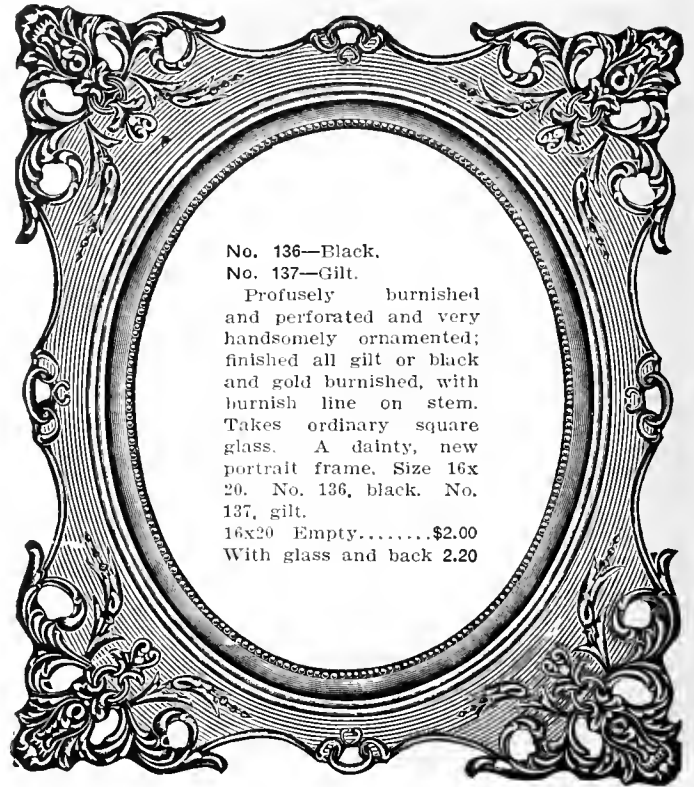 No. 136—Black.
No. 137—Gilt.
Profusely burnished
and perforated and very
handsomely ornamented;
finished all gilt or black
and gold burnished, with
burnish line on stem.
Takes ordinary square
glass. A dainty, new
portrait frame. Size 16x
20. No. 136, black. No.
137, gilt.
16x20 Empty........$2.00
With glass and back 2.20